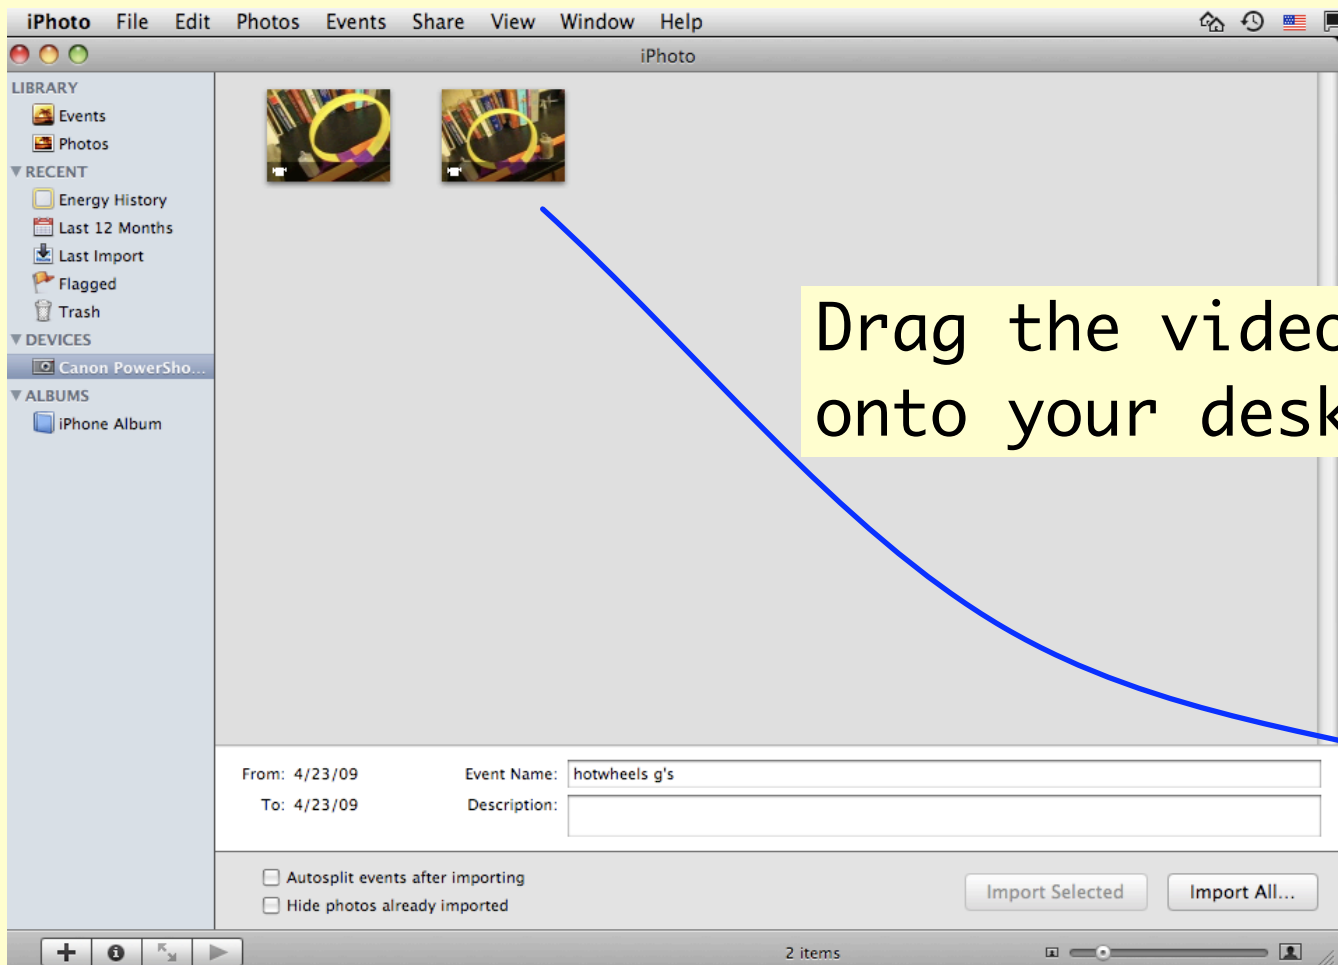 iPhoto File Edit Photos Events Share View Window Help
iPhoto
LIBRARY
Events
Photos
RECENT
Energy History
Last 12 Months
Last Import
Flagged
Trash
DEVICES
Canon PowerSho...
ALBUMS
iPhone Album
Drag the video
onto your desk
From: 4/23/09
Event Name: hotwheels g's
To: 4/23/09
Description:
Autosplit events after importing
Hide photos already imported
Import Selected
Import All...
2 items